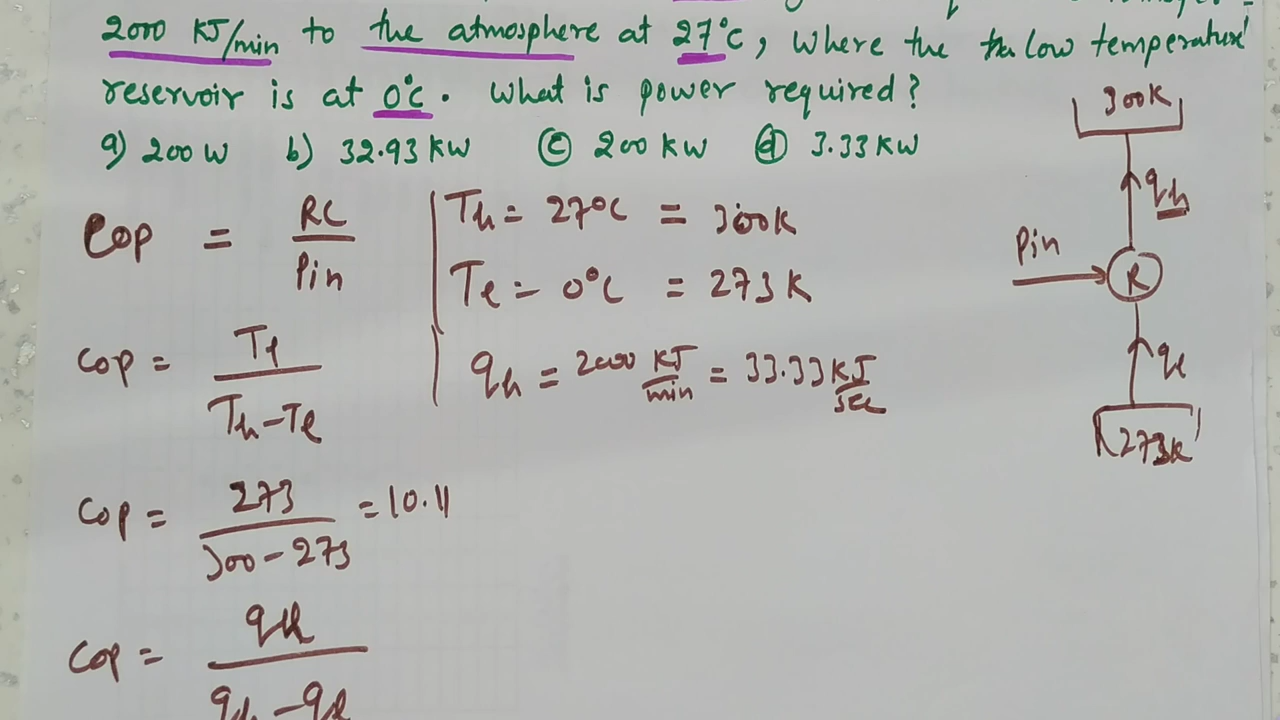 2000 KJ/min to the atmosphere at 27°C, Where the low temperature
reservoir is at 0°C. What is power required?
a) 200 W b) 32.93 KW c) 200 KW d) 3.33 KW
Cop = RC / Pin
Th = 27°C = 300K
Tl = 0°C = 273K
Cop = Tl / Th-Tl
qh = 2000 KJ/min = 33.33 KJ/sec
Cop = 273 / 300-273 = 10.11
Cop = ql / qh-ql
300K
qh
Pin
R
ql
273K